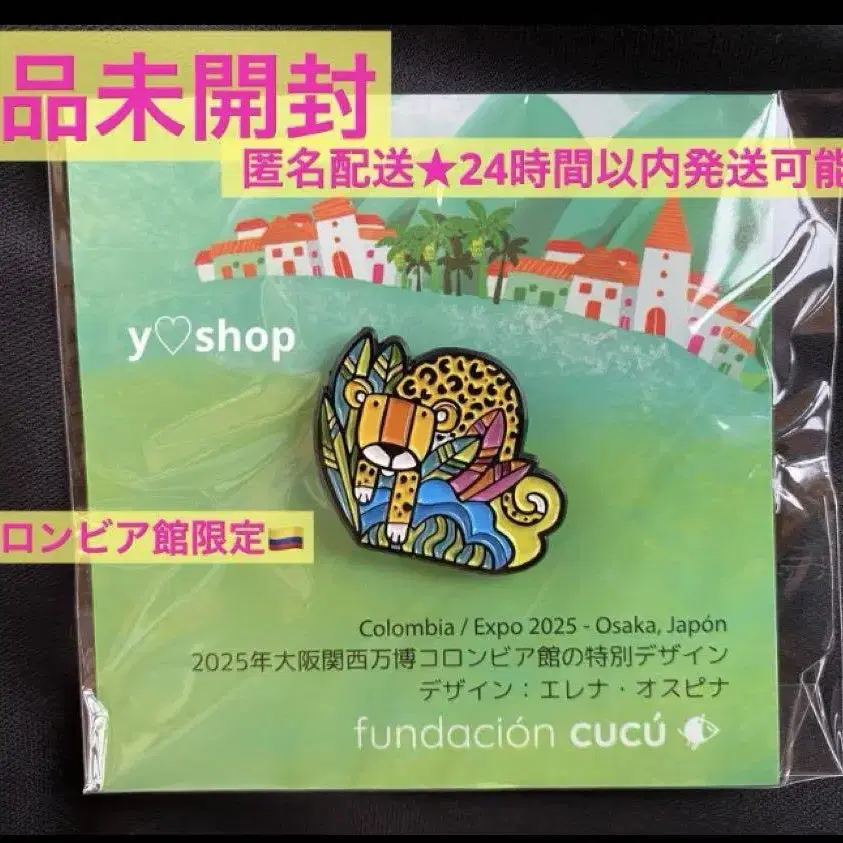 品未開封
匿名配送★24時間以内発送可能
y♡shop
ロンビア館限定🇨🇴
Colombia / Expo 2025 - Osaka, Japón
2025年大阪関西万博コロンビア館の特別デザイン
デザイン：エレナ・オスピナ
fundación cucú